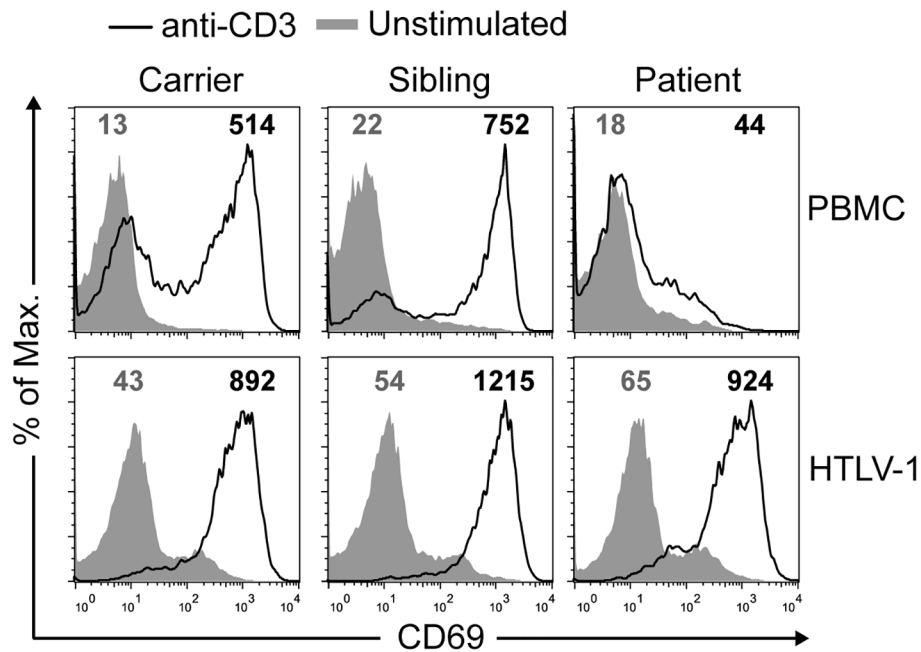 anti-CD3 Unstimulated
Carrier Sibling Patient
13 514 22 752 18 44
PBMC
% of Max.
43 892 54 1215 65 924
HTLV-1
10^0 10^1 10^2 10^3 10^4 10^0 10^1 10^2 10^3 10^4 10^0 10^1 10^2 10^3 10^4
CD69